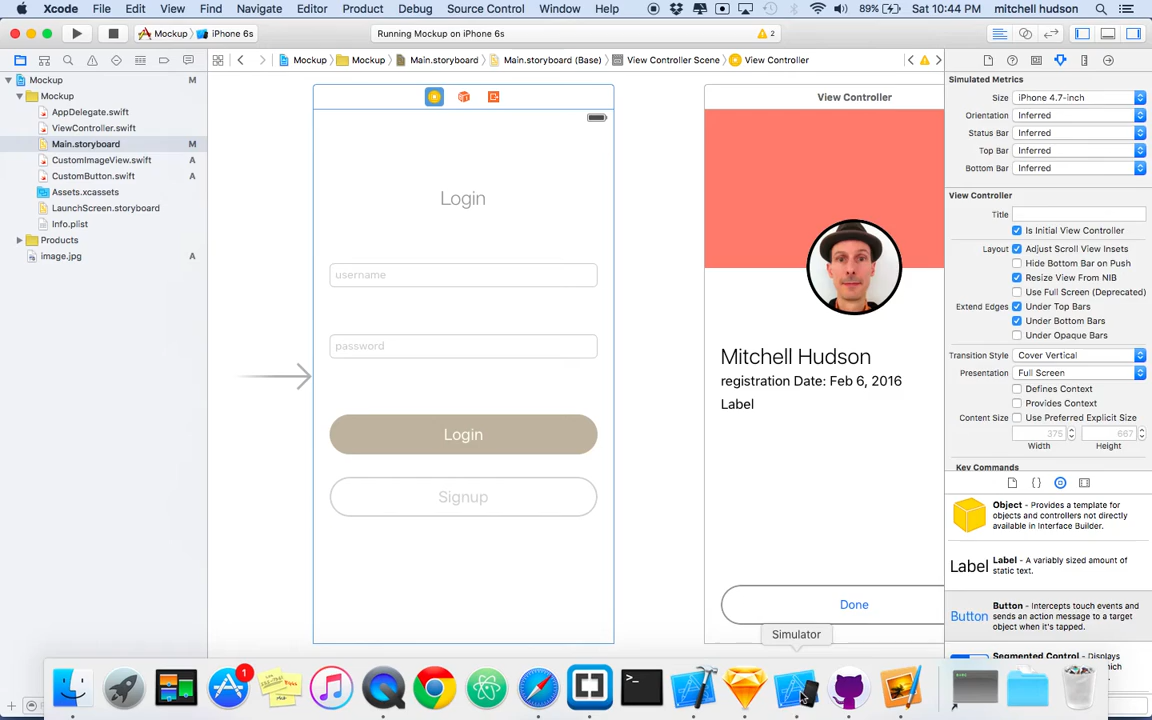 Xcode File Edit View Find Navigate Editor Product Debug Source Control Window Help 89% Sat 10:44 PM mitchell hudson
Mockup iPhone 6s Running Mockup on iPhone 6s 2
Mockup Mockup Main.storyboard Main.storyboard (Base) View Controller Scene View Controller
Mockup M
Mockup
AppDelegate.swift
ViewController.swift
Main.storyboard M
CustomImageView.swift A
CustomButton.swift A
Assets.xcassets
LaunchScreen.storyboard
Info.plist
Products
image.jpg A
Login
username
password
Login
Signup
View Controller
Mitchell Hudson
registration Date: Feb 6, 2016
Label
Done
Simulator
Simulated Metrics
Size iPhone 4.7-inch
Orientation Inferred
Status Bar Inferred
Top Bar Inferred
Bottom Bar Inferred
View Controller
Title
Is Initial View Controller
Layout Adjust Scroll View Insets
Hide Bottom Bar on Push
Resize View From NIB
Use Full Screen (Deprecated)
Extend Edges Under Top Bars
Under Bottom Bars
Under Opaque Bars
Transition Style Cover Vertical
Presentation Full Screen
Defines Context
Provides Context
Content Size Use Preferred Explicit Size
375 667
Width Height
Key Commands
Object - Provides a template for
objects and controllers not directly
available in Interface Builder.
Label Label - A variably sized amount of
static text.
Button Button - Intercepts touch events and
sends an action message to a target
object when it's tapped.
Segmented Control - Displays
1